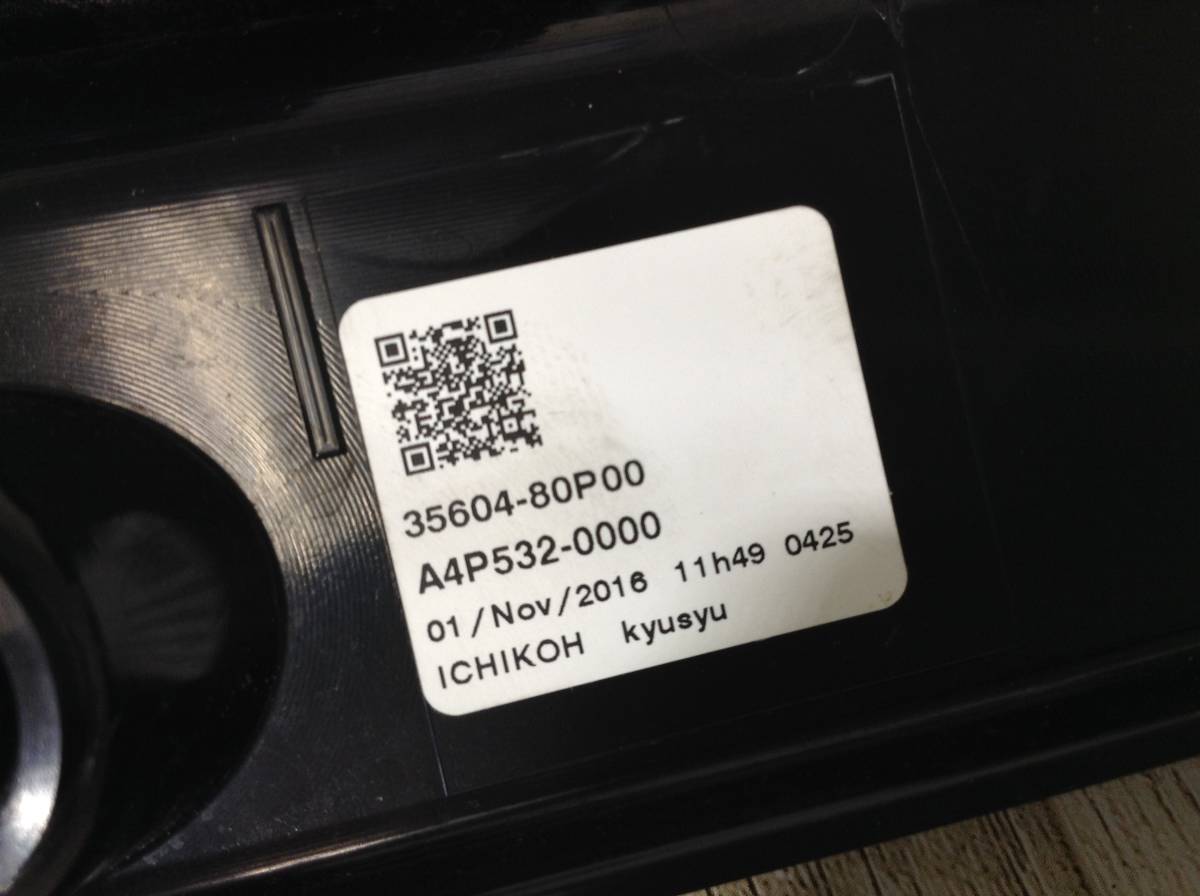 35604-80P00
A4P532-0000
01/Nov/2016 11h49 0425
ICHIKOH kyusyu